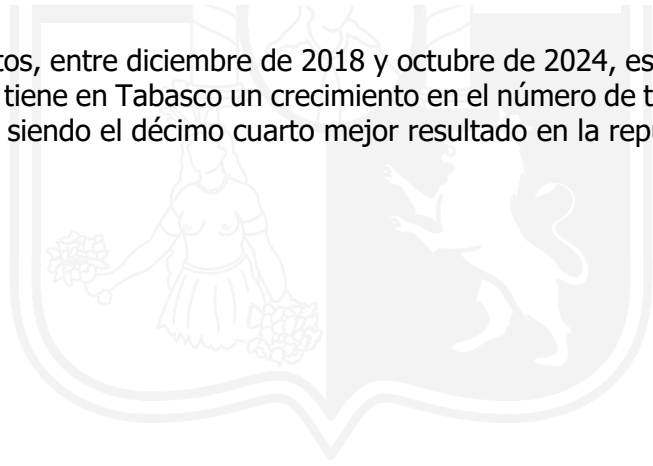 tos, entre diciembre de 2018 y octubre de 2024, es
tiene en Tabasco un crecimiento en el número de t
siendo el décimo cuarto mejor resultado en la repú